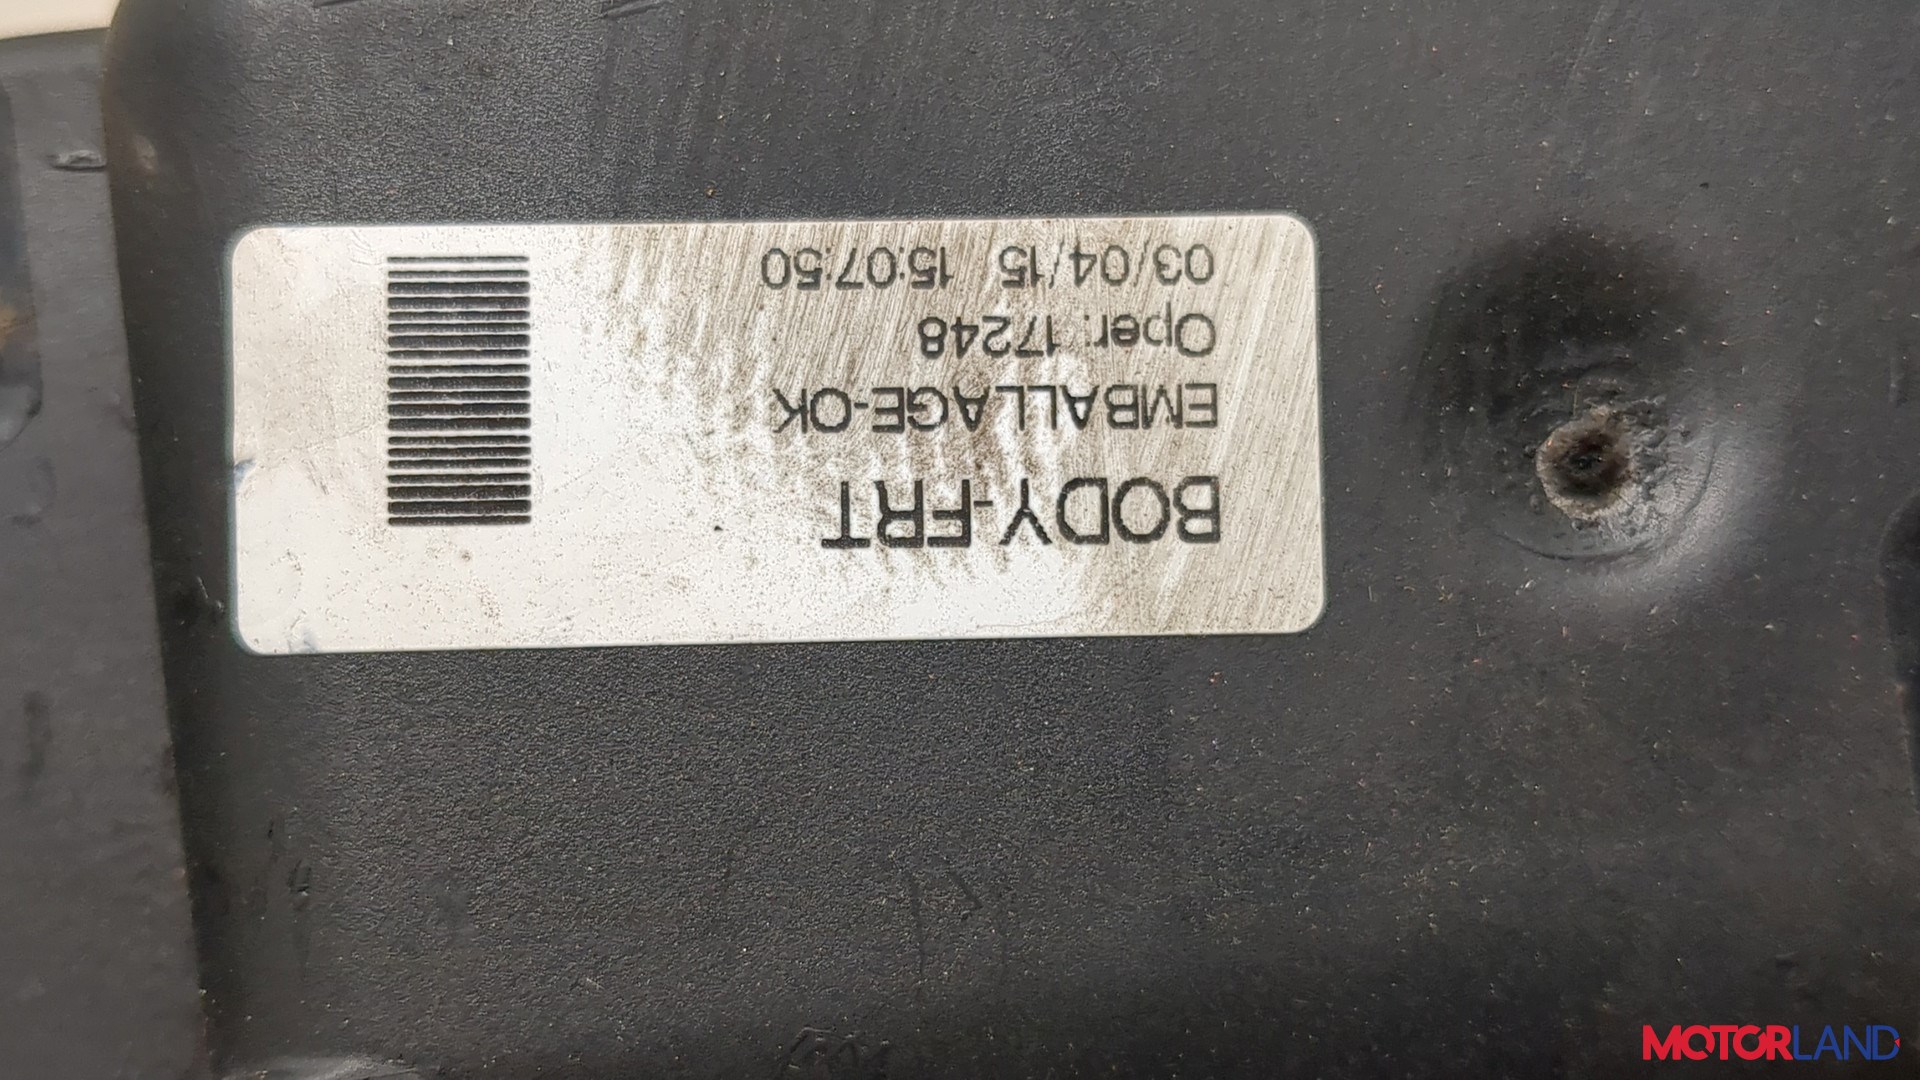 BODY-FRT
EMBALLAGE-OK
Oper: 17248
03/04/15 15:07:50
MOTORLAND